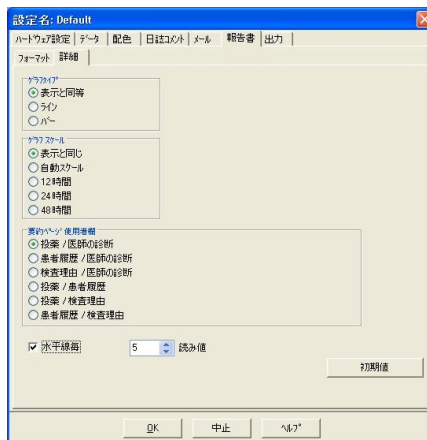 設定名: Default
ハードウェア設定 データ 配色 日誌コメント メール 報告書 出力
フォーマット 詳細
グラフタイプ
表示と同等
ライン
バー
グラフ スケール
表示と同じ
自動スケール
12時間
24時間
48時間
要約ページ 使用者欄
投薬 / 医師の診断
患者履歴 / 医師の診断
検査理由 / 医師の診断
投薬 / 患者履歴
投薬 / 検査理由
患者履歴 / 検査理由
水平線毎 5 読み値
初期値
OK 中止 ヘルプ